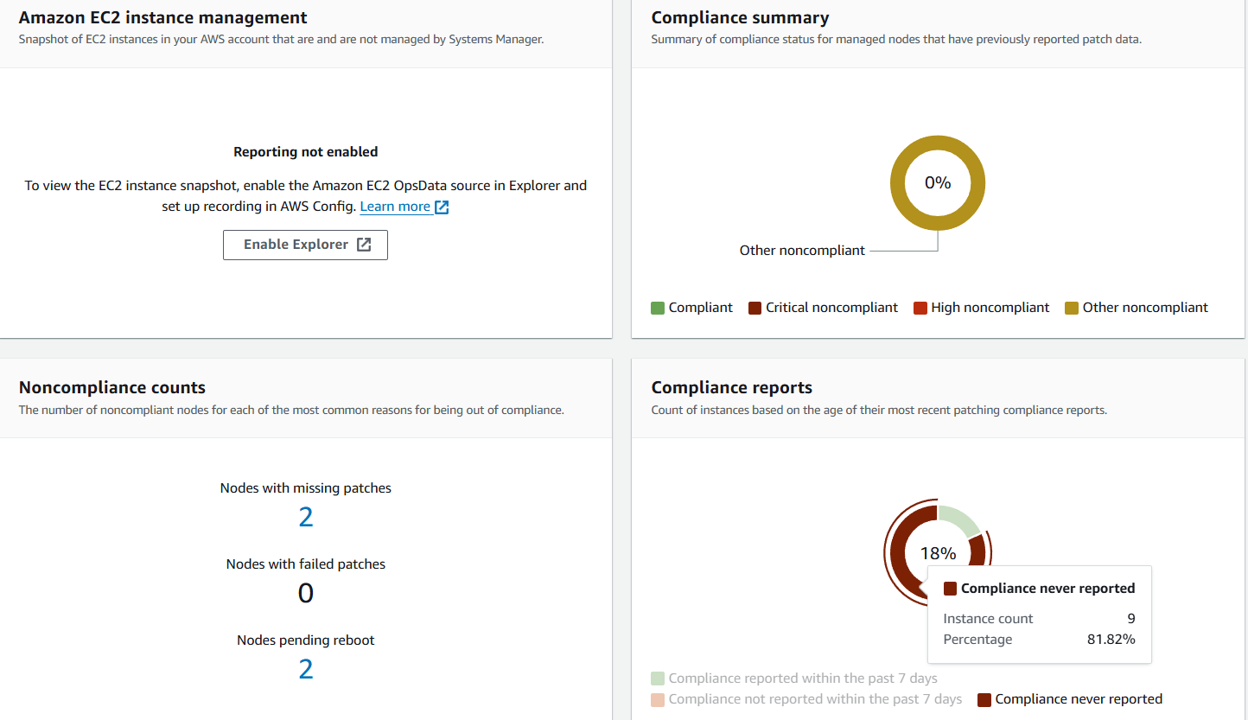 Amazon EC2 instance management
Snapshot of EC2 instances in your AWS account that are and are not managed by Systems Manager.
Reporting not enabled
To view the EC2 instance snapshot, enable the Amazon EC2 OpsData source in Explorer and
set up recording in AWS Config. Learn more
Enable Explorer
Compliance summary
Summary of compliance status for managed nodes that have previously reported patch data.
0%
Other noncompliant
Compliant Critical noncompliant High noncompliant Other noncompliant
Noncompliance counts
The number of noncompliant nodes for each of the most common reasons for being out of compliance.
Nodes with missing patches
2
Nodes with failed patches
0
Nodes pending reboot
2
Compliance reports
Count of instances based on the age of their most recent patching compliance reports.
18%
Compliance never reported
Instance count 9
Percentage 81.82%
Compliance reported within the past 7 days
Compliance not reported within the past 7 days Compliance never reported